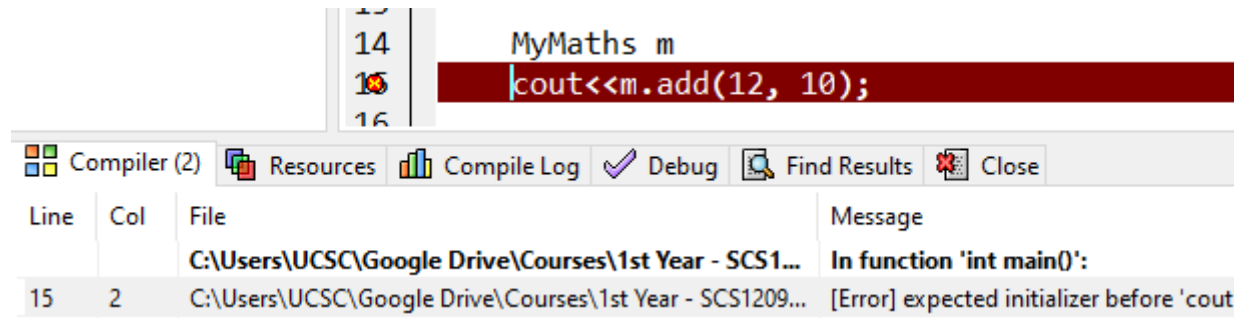 14 MyMaths m
15 cout<<m.add(12, 10);
16
Compiler (2) Resources Compile Log Debug Find Results Close
Line Col File Message
C:\Users\UCSC\Google Drive\Courses\1st Year - SCS1... In function 'int main()':
15 2 C:\Users\UCSC\Google Drive\Courses\1st Year - SCS1209... [Error] expected initializer before 'cout